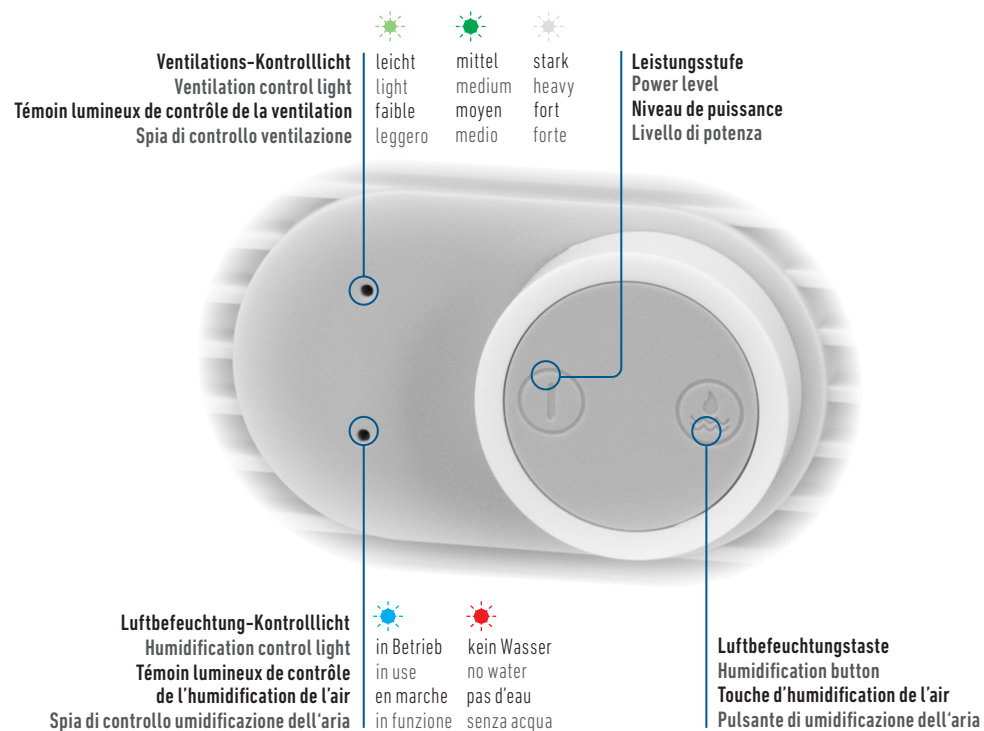 Ventilations-Kontrolllicht
Ventilation control light
Témoin lumineux de contrôle de la ventilation
Spia di controllo ventilazione
leicht
light
faible
leggero
mittel
medium
moyen
medio
stark
heavy
fort
forte
Leistungsstufe
Power level
Niveau de puissance
Livello di potenza
Luftbefeuchtung-Kontrolllicht
Humidification control light
Témoin lumineux de contrôle
de l'humidification de l'air
Spia di controllo umidificazione dell‘aria
in Betrieb
in use
en marche
in funzione
kein Wasser
no water
pas d'eau
senza acqua
Luftbefeuchtungstaste
Humidification button
Touche d'humidification de l'air
Pulsante di umidificazione dell‘aria